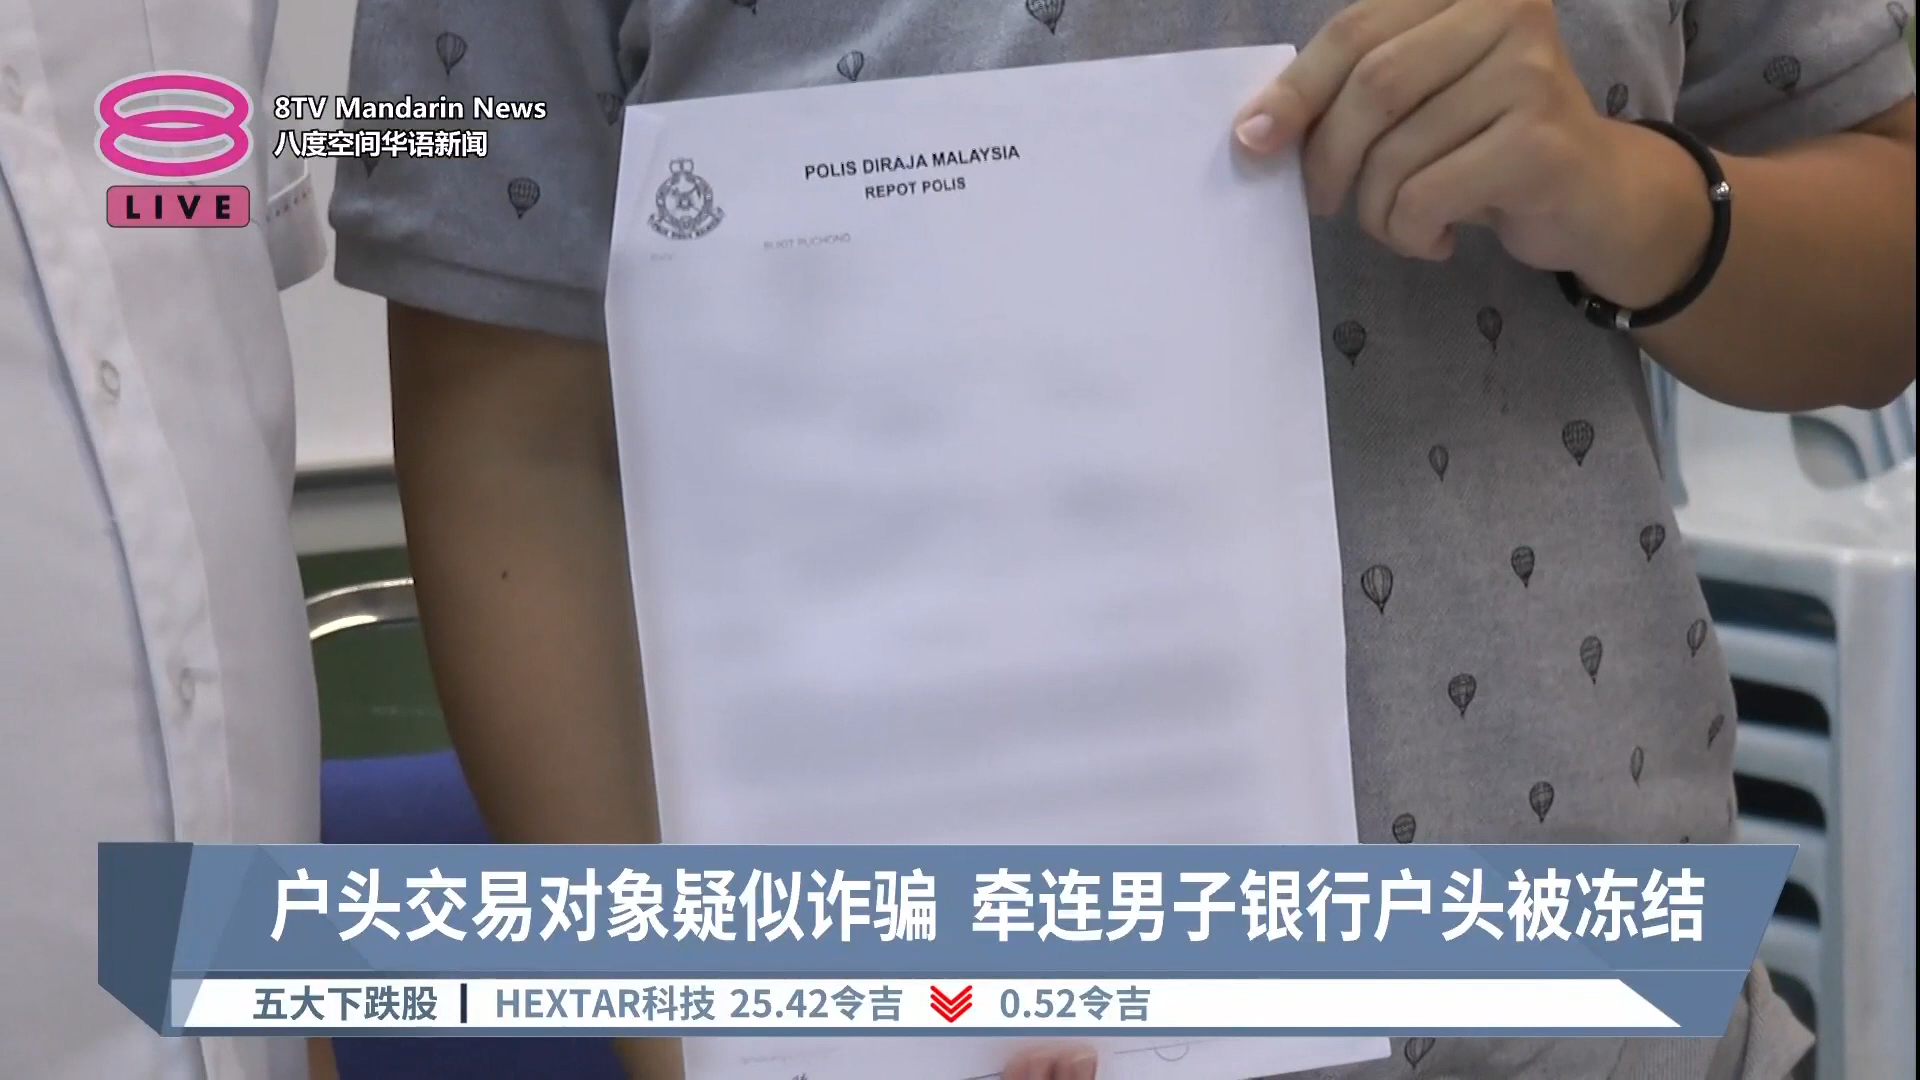 8TV Mandarin News
八度空间华语新闻
LIVE
POLIS DIRAJA MALAYSIA
REPOT POLIS
户头交易对象疑似诈骗 牵连男子银行户头被冻结
五大下跌股 | HEXTAR科技 25.42令吉 0.52令吉